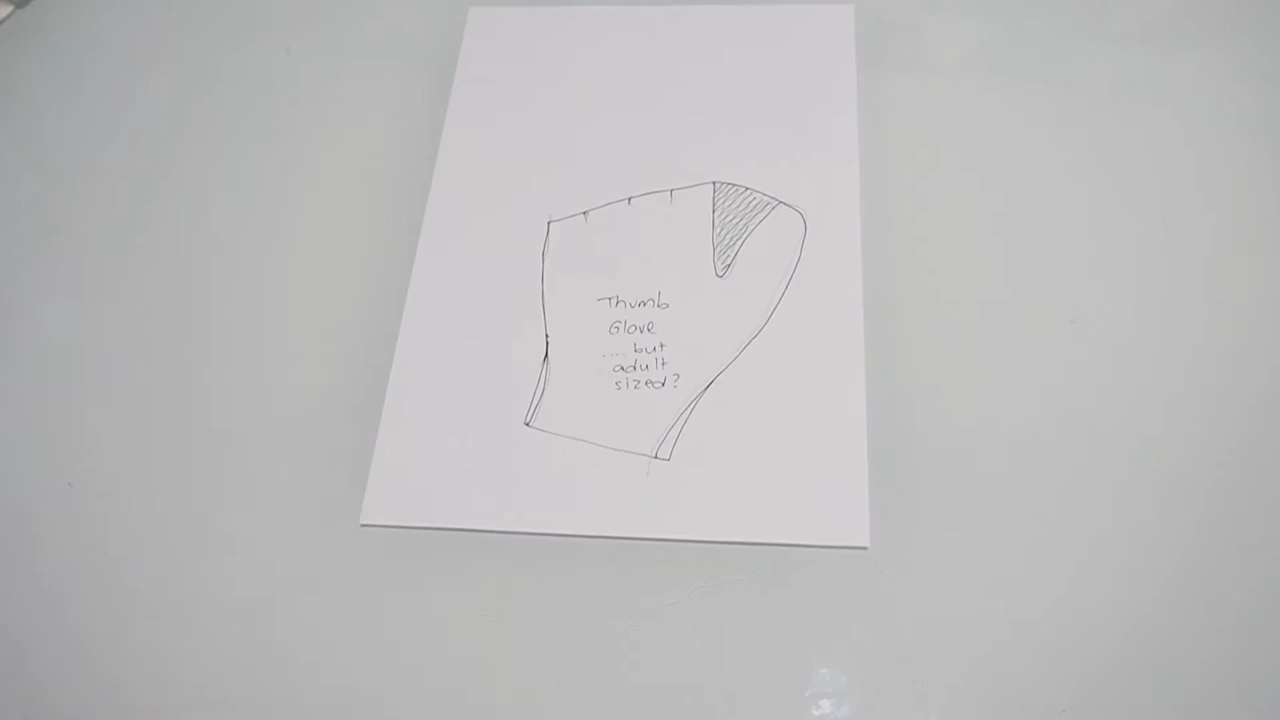 Thumb
Glove
.... but
adult
sized?